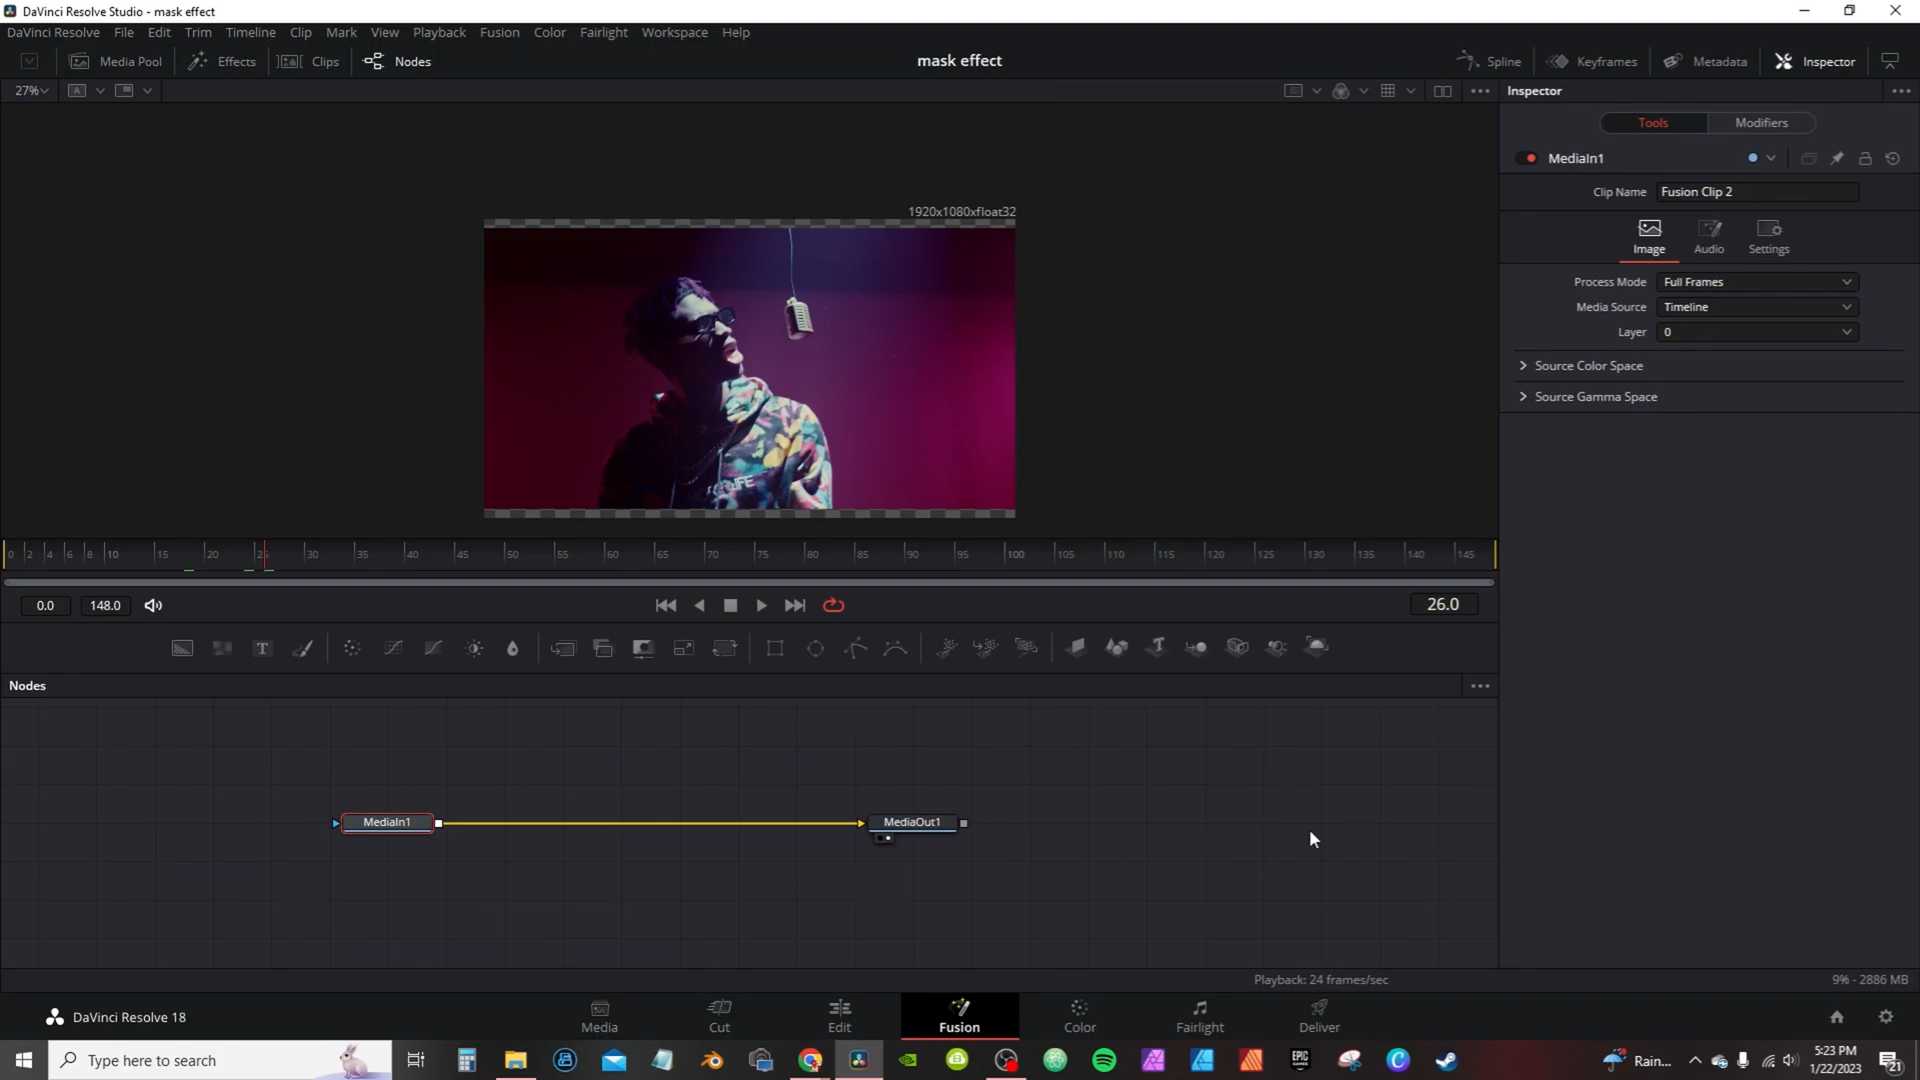 DaVinci Resolve Studio - mask effect
DaVinci Resolve File Edit Trim Timeline Clip Mark View Playback Fusion Color Fairlight Workspace Help
Media Pool Effects Clips Nodes mask effect Spline Keyframes Metadata Inspector
27% A Inspector
Tools Modifiers
MediaIn1
Clip Name Fusion Clip 2
1920x1080xfloat32
Image Audio Settings
Process Mode Full Frames
Media Source Timeline
Layer 0
Source Color Space
Source Gamma Space
0 2 4 6 8 10 15 20 30 35 40 45 50 55 60 65 70 75 80 85 90 95 100 105 110 115 120 125 130 135 140 145
0.0 148.0 26.0
T T
Nodes
MediaIn1 MediaOut1
Playback: 24 frames/sec 9% - 2886 MB
DaVinci Resolve 18 Media Cut Edit Fusion Color Fairlight Deliver
Type here to search EPIC Rain... 5:23 PM
1/22/2023 21